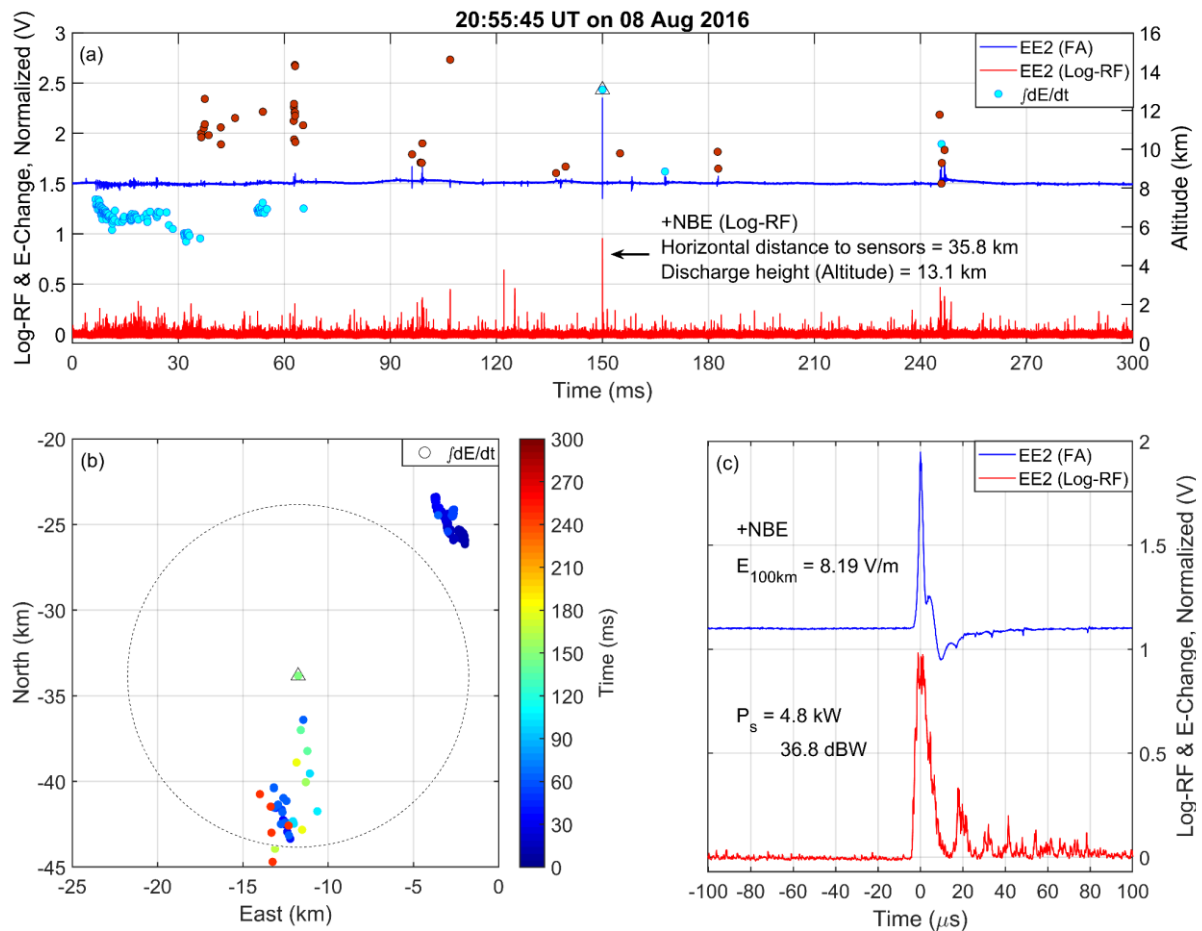 20:55:45 UT on 08 Aug 2016
(a)
EE2 (FA)
EE2 (Log-RF)
∫dE/dt
Log-RF & E-Change, Normalized (V)
3
2.5
2
1.5
1
0.5
0
16
14
12
10
8
6
4
2
0
Altitude (km)
+NBE (Log-RF)
Horizontal distance to sensors = 35.8 km
Discharge height (Altitude) = 13.1 km
0 30 60 90 120 150 180 210 240 270 300
Time (ms)
(b)
∫dE/dt
North (km)
-20
-25
-30
-35
-40
-45
-25 -20 -15 -10 -5 0
East (km)
300
270
240
210
180
150
120
90
60
30
0
Time (ms)
(c)
EE2 (FA)
EE2 (Log-RF)
+NBE
E100km = 8.19 V/m
Ps = 4.8 kW
36.8 dBW
2
1.5
1
0.5
0
Log-RF & E-Change, Normalized (V)
-100 -80 -60 -40 -20 0 20 40 60 80 100
Time (μs)